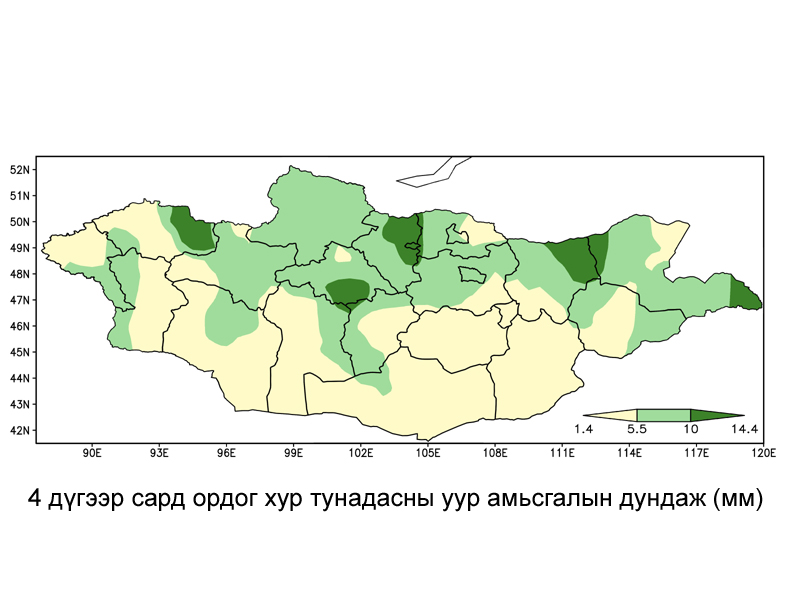 52N
51N
50N
49N
48N
47N
46N
45N
44N
43N
42N
1.4 5.5 10 14.4
90E 93E 96E 99E 102E 105E 108E 111E 114E 117E 120E
4 дүгээр сард ордог хур тунадасны уур амьсгалын дундаж (мм)